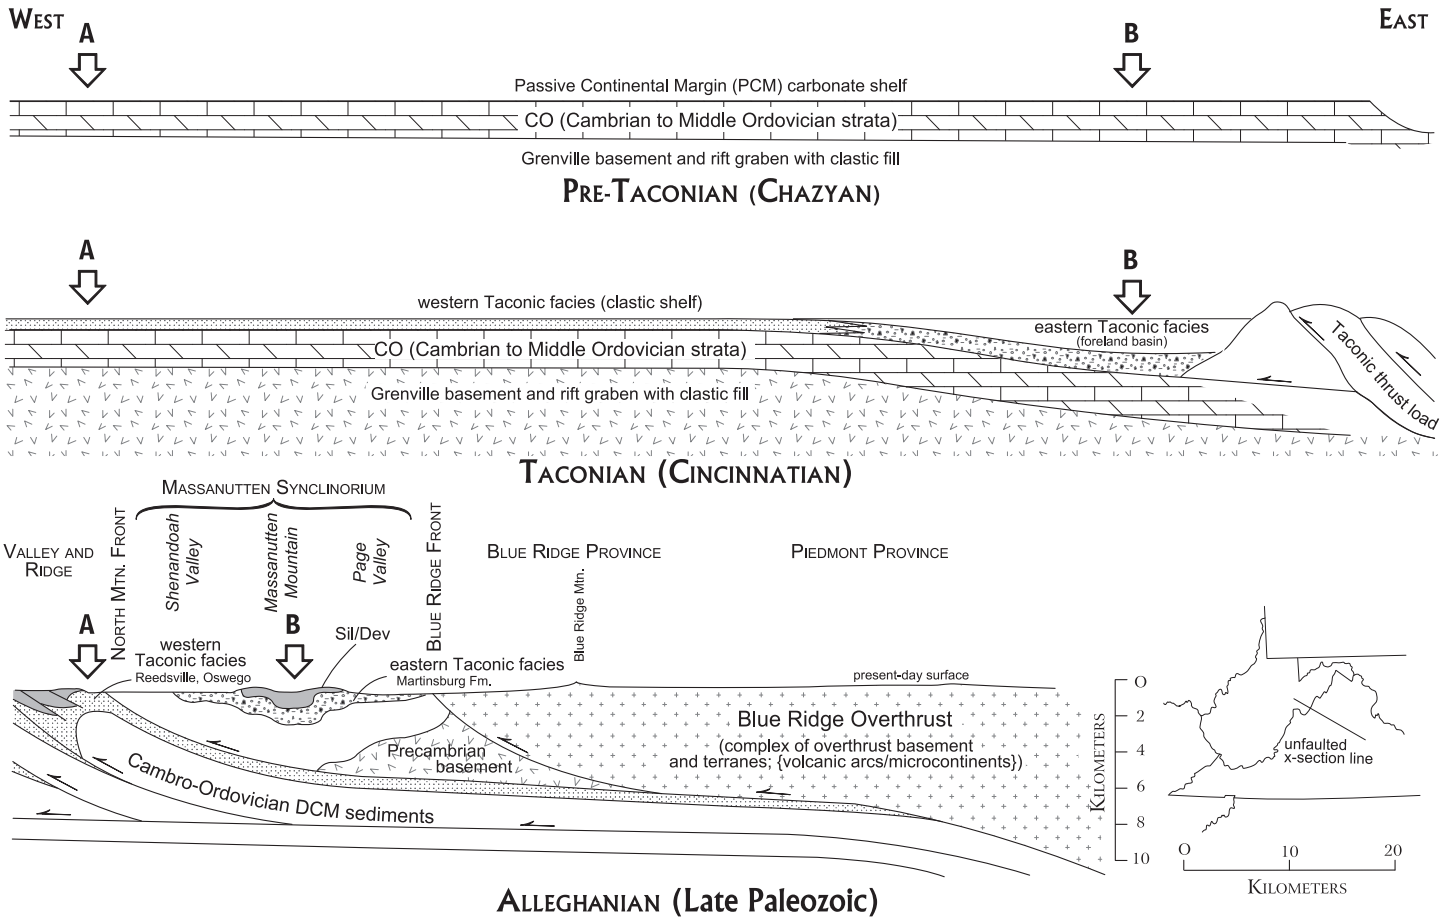 WEST
EAST
A
B
Passive Continental Margin (PCM) carbonate shelf
CO (Cambrian to Middle Ordovician strata)
Grenville basement and rift graben with clastic fill
PRE-TACONIAN (CHAZYAN)
A
B
western Taconic facies (clastic shelf)
eastern Taconic facies
(foreland basin)
Taconic thrust load
CO (Cambrian to Middle Ordovician strata)
Grenville basement and rift graben with clastic fill
TACONIAN (CINCINNATIAN)
MASSANUTTEN SYNCLINORIUM
VALLEY AND
RIDGE
NORTH MTN. FRONT
Shenandoah
Valley
Massanutten
Mountain
Page
Valley
BLUE RIDGE FRONT
BLUE RIDGE PROVINCE
Blue Ridge Mtn.
PIEDMONT PROVINCE
A
B
Sil/Dev
western
Taconic facies
Reedsville, Oswego
eastern Taconic facies
Martinsburg Fm.
present-day surface
Blue Ridge Overthrust
(complex of overthrust basement
and terranes; {volcanic arcs/microcontinents})
Precambrian
basement
Cambro-Ordovician DCM sediments
O
2
4
6
8
10
KILOMETERS
unfaulted
x-section line
O
10
20
KILOMETERS
ALLEGHANIAN (Late Paleozoic)